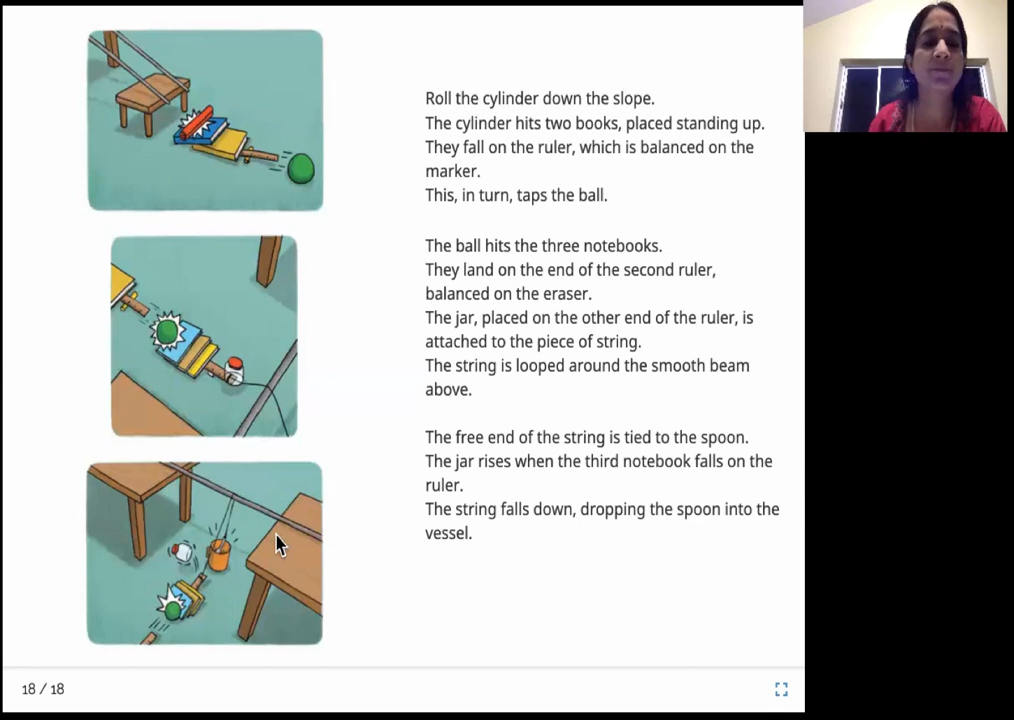 Roll the cylinder down the slope.
The cylinder hits two books, placed standing up.
They fall on the ruler, which is balanced on the
marker.
This, in turn, taps the ball.
The ball hits the three notebooks.
They land on the end of the second ruler,
balanced on the eraser.
The jar, placed on the other end of the ruler, is
attached to the piece of string.
The string is looped around the smooth beam
above.
The free end of the string is tied to the spoon.
The jar rises when the third notebook falls on the
ruler.
The string falls down, dropping the spoon into the
vessel.
18 / 18